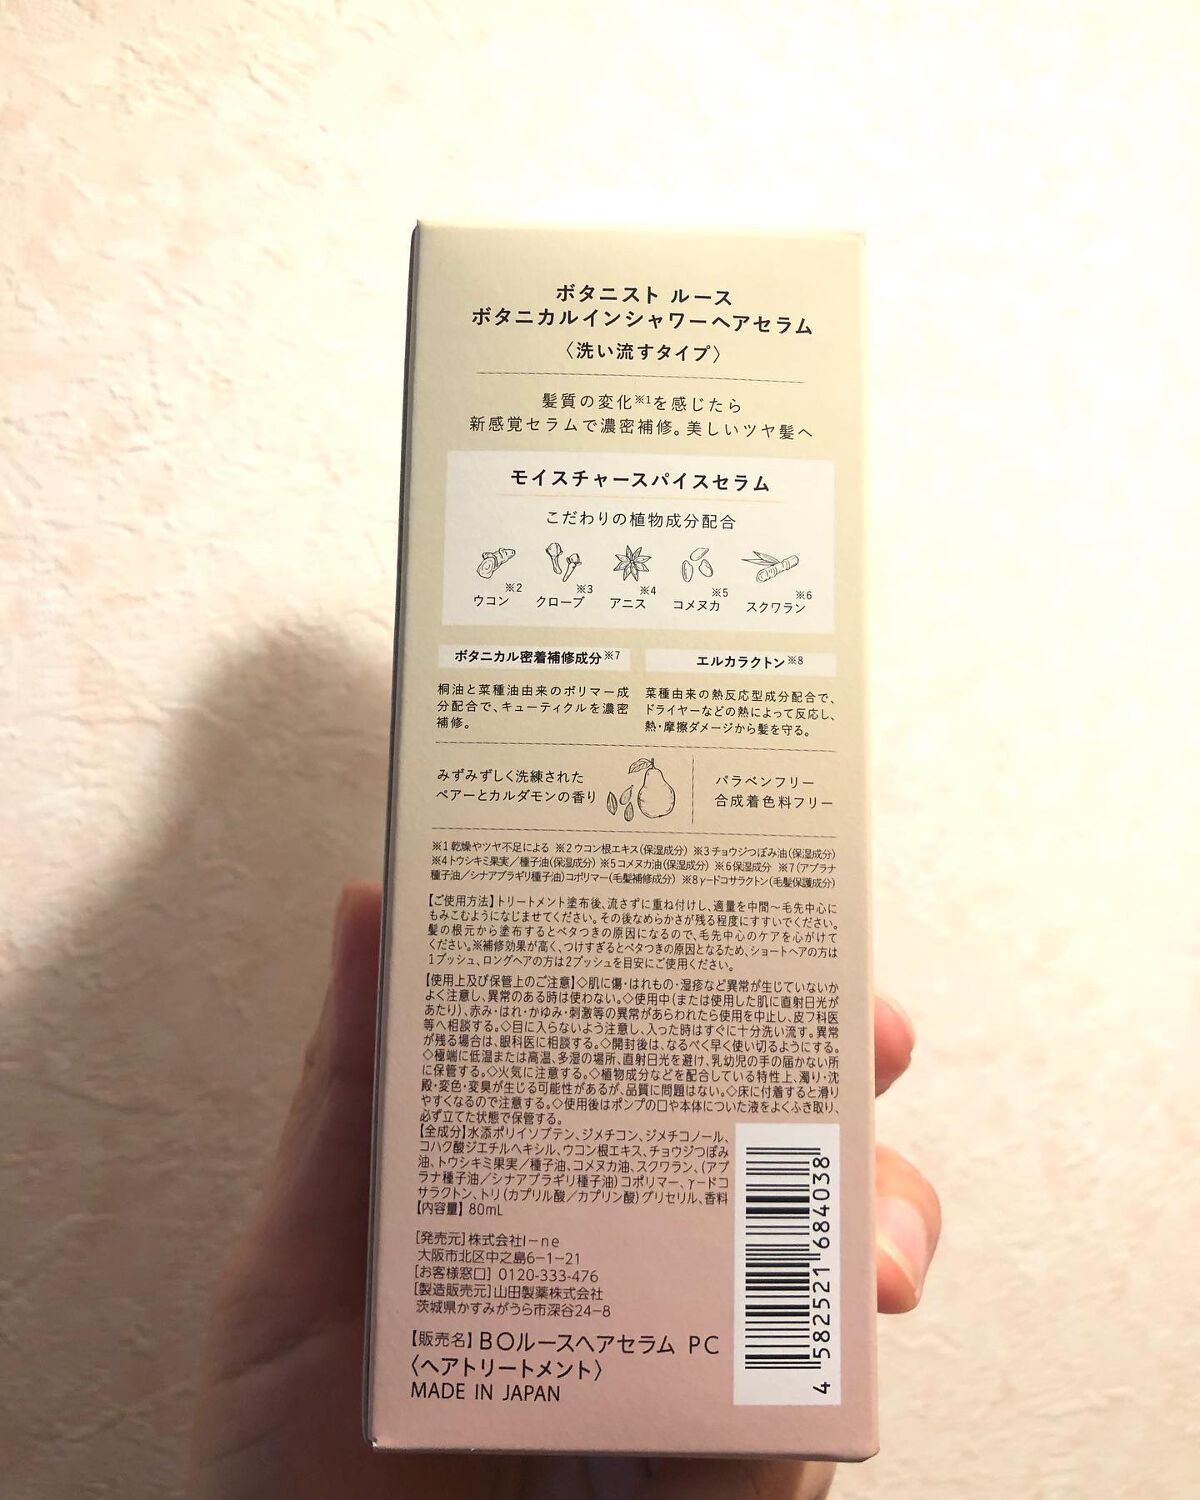 ボタニスト ルース
ボタニカルインシャワーヘアセラム
〈洗い流すタイプ〉
髪質の変化※1を感じたら
新感覚セラムで濃密補修。美しいツヤ髪へ
モイスチャースパイスセラム
こだわりの植物成分配合
ウコン※2 クローブ※3 アニス※4 コメヌカ※5 スクワラン※6
ボタニカル密着補修成分※7
桐油と菜種油由来のポリマー成
分配合で、キューティクルを濃密
補修。
エルカラクトン※8
菜種由来の熱反応型成分配合で、
ドライヤーなどの熱によって反応し、
熱・摩擦ダメージから髪を守る。
みずみずしく洗練された
ペアーとカルダモンの香り
パラベンフリー
合成着色料フリー
※1 乾燥やツヤ不足による ※2 ウコン根エキス(保湿成分) ※3 チョウジつぼみ油(保湿成分)
※4 トウシキミ果実／種子油(保湿成分) ※5 コメヌカ油(保湿成分) ※6 保湿成分 ※7 (アブラナ
種子油／シナアブラギリ種子油)コポリマー(毛髪補修成分) ※8 γードコサラクトン(毛髪保護成分)
【ご使用方法】トリートメント塗布後、流さずに重ね付けし、適量を中間〜毛先中心に
もみこむようになじませてください。その後なめらかさが残る程度にすすいでください。
髪の根元から塗布するとベタつきの原因になるので、毛先中心のケアを心がけて
ください。※補修効果が高く、つけすぎるとベタつきの原因となるため、ショートヘアの方は
1プッシュ、ロングヘアの方は2プッシュを目安にご使用ください。
【使用上及び保管上のご注意】◇肌に傷・はれもの・湿疹など異常が生じていないか
よく注意し、異常のある時は使わない。◇使用中(または使用した肌に直射日光が
あたり)、赤み・はれ・かゆみ・刺激等の異常があらわれたら使用を中止し、皮フ科医
等へ相談する。◇目に入らないよう注意し、入った時はすぐに十分洗い流す。異常
が残る場合は、眼科医に相談する。◇開封後は、なるべく早く使い切るようにする。
◇極端に低温または高温、多湿の場所、直射日光を避け、乳幼児の手の届かない所
に保管する。◇火気に注意する。◇植物成分などを配合している特性上、濁り・沈
殿・変色・変臭が生じる可能性があるが、品質に問題はない。◇床に付着すると滑り
やすくなるので注意する。◇使用後はポンプの口や本体についた液をよくふき取り、
必ず立てた状態で保管する。
【全成分】水添ポリイソブテン、ジメチコン、ジメチコノール、
コハク酸ジエチルヘキシル、ウコン根エキス、チョウジつぼみ
油、トウシキミ果実／種子油、コメヌカ油、スクワラン、(アブ
ラナ種子油／シナアブラギリ種子油)コポリマー、γードコ
サラクトン、トリ(カプリル酸／カプリン酸)グリセリル、香料
【内容量】80mL
[発売元]株式会社I-ne
大阪市北区中之島6-1-21
[お客様窓口] 0120-333-476
[製造販売元]山田製薬株式会社
茨城県かすみがうら市深谷24-8
【販売名】BOルースヘアセラム PC
〈ヘアトリートメント〉
MADE IN JAPAN
4 582521 684038